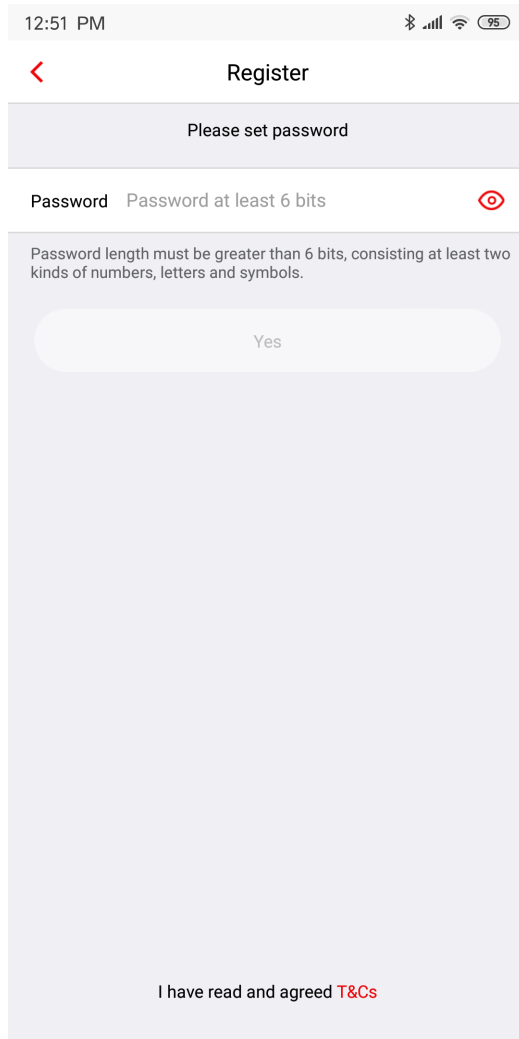 12:51 PM
95
Register
Please set password
Password Password at least 6 bits
Password length must be greater than 6 bits, consisting at least two
kinds of numbers, letters and symbols.
Yes
I have read and agreed T&Cs